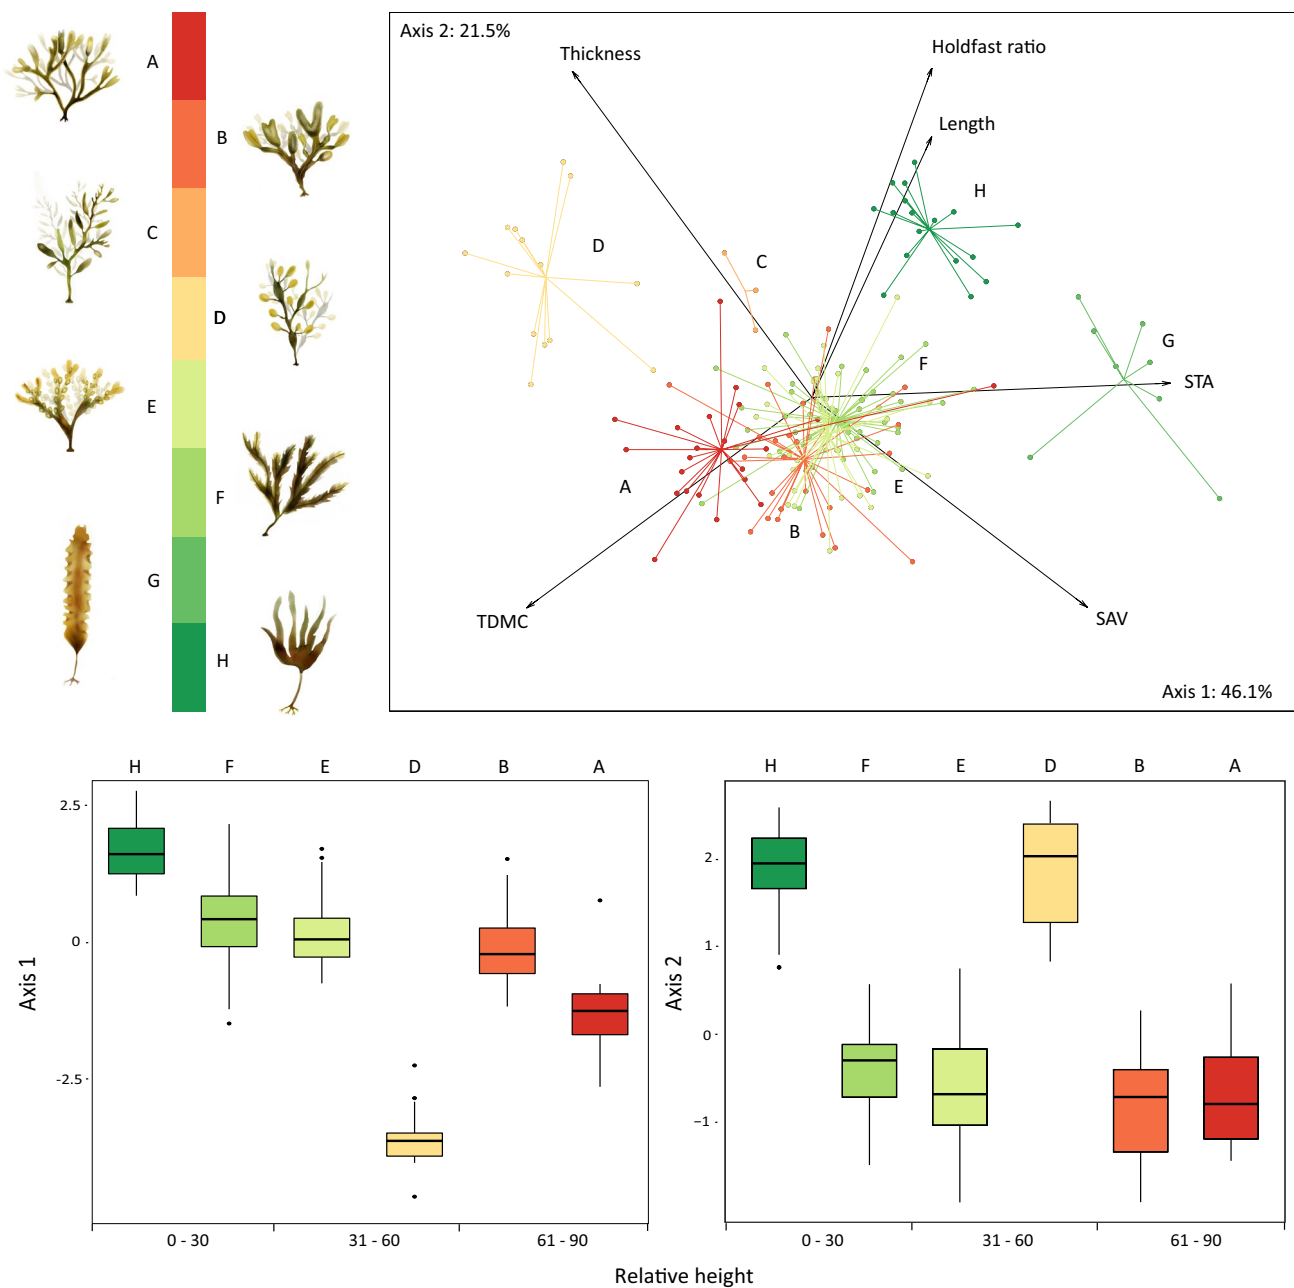 A
B
C
D
E
F
G
H
Axis 2: 21.5%
Thickness
Holdfast ratio
Length
H
D
C
G
F
STA
A
E
B
TDMC
SAV
Axis 1: 46.1%
H F E D B A
2.5
0
-2.5
Axis 1
0 - 30 31 - 60 61 - 90
H F E D B A
2
1
0
−1
Axis 2
0 - 30 31 - 60 61 - 90
Relative height